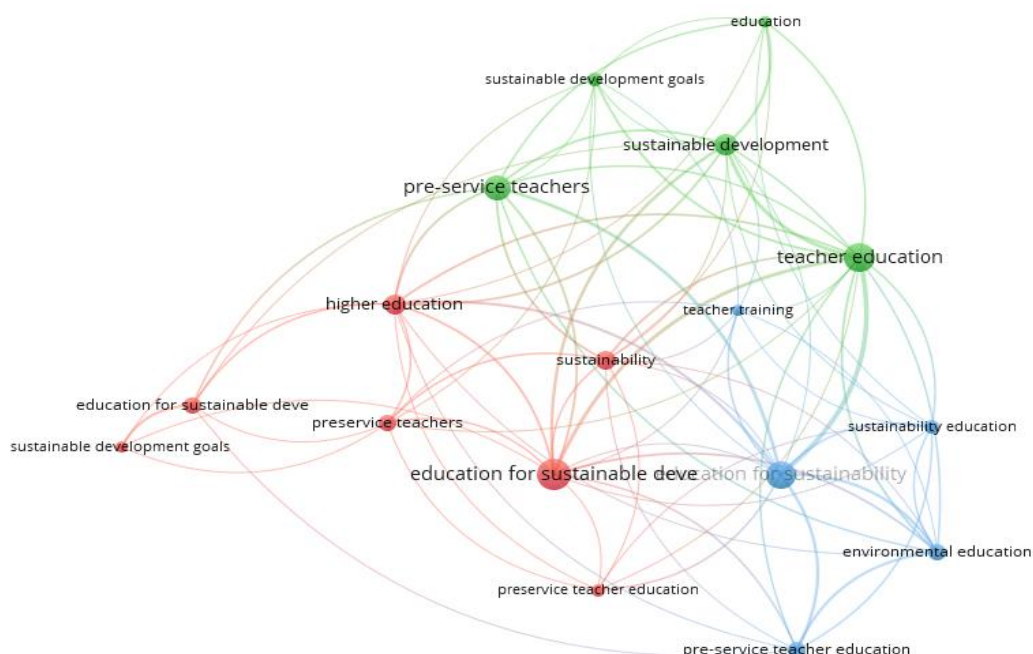 education
sustainable development goals
sustainable development
pre-service teachers
teacher education
higher education
teacher training
sustainability
education for sustainable deve
preservice teachers
sustainability education
sustainable development goals
education for sustainable deve
education for sustainability
environmental education
preservice teacher education
pre-service teacher education